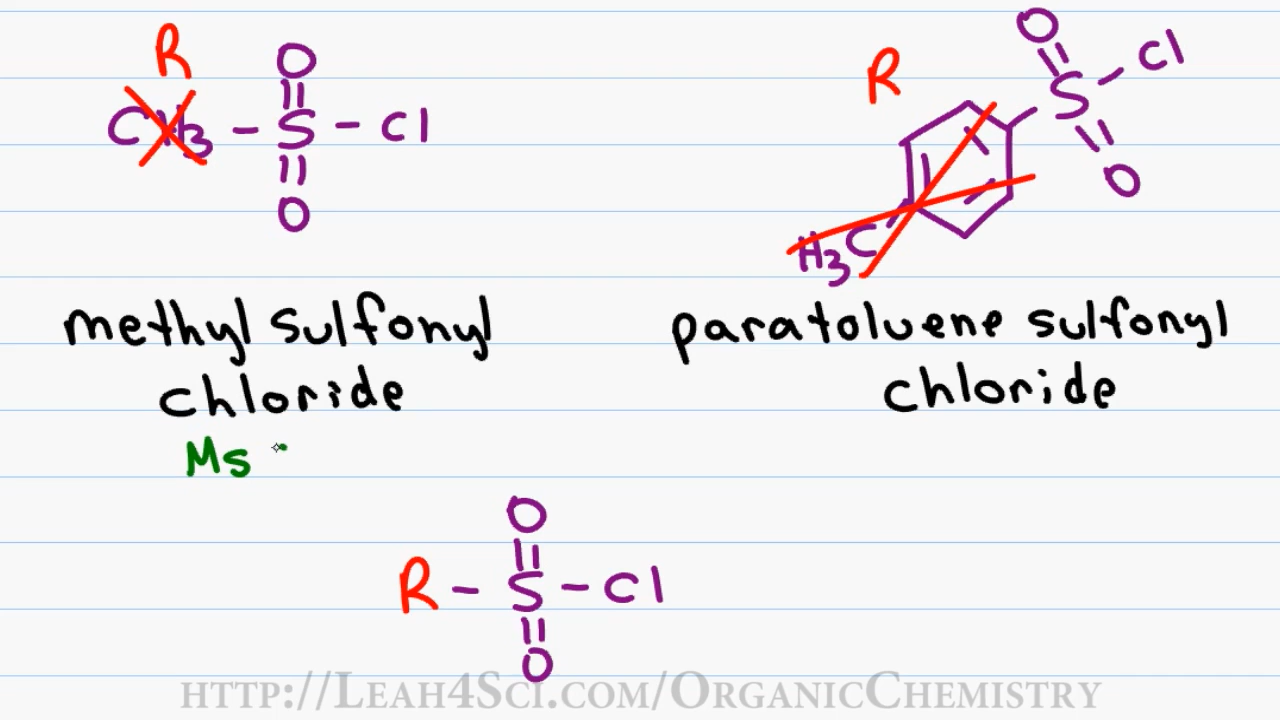 R
R
O
O
CH3 - S - Cl
S - Cl
O
O
H3C
methyl sulfonyl
chloride
Ms
paratoluene sulfonyl
chloride
O
R - S - Cl
O
HTTP://LEAH4SCI.COM/ORGANICCHEMISTRY